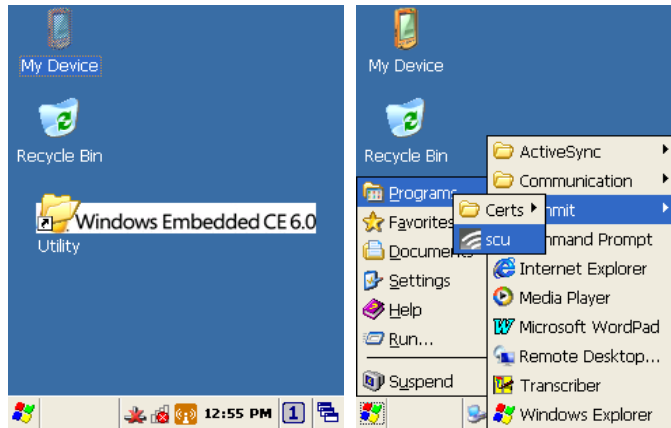 My Device
Recycle Bin
Windows Embedded CE 6.0
Utility
12:55 PM
1
My Device
Recycle Bin
Programs
Favorites
Documen
Settings
Help
Run...
Suspend
Certs
scu
ActiveSync
Communication
mmit
mmand Prompt
Internet Explorer
Media Player
Microsoft WordPad
Remote Desktop...
Transcriber
Windows Explorer